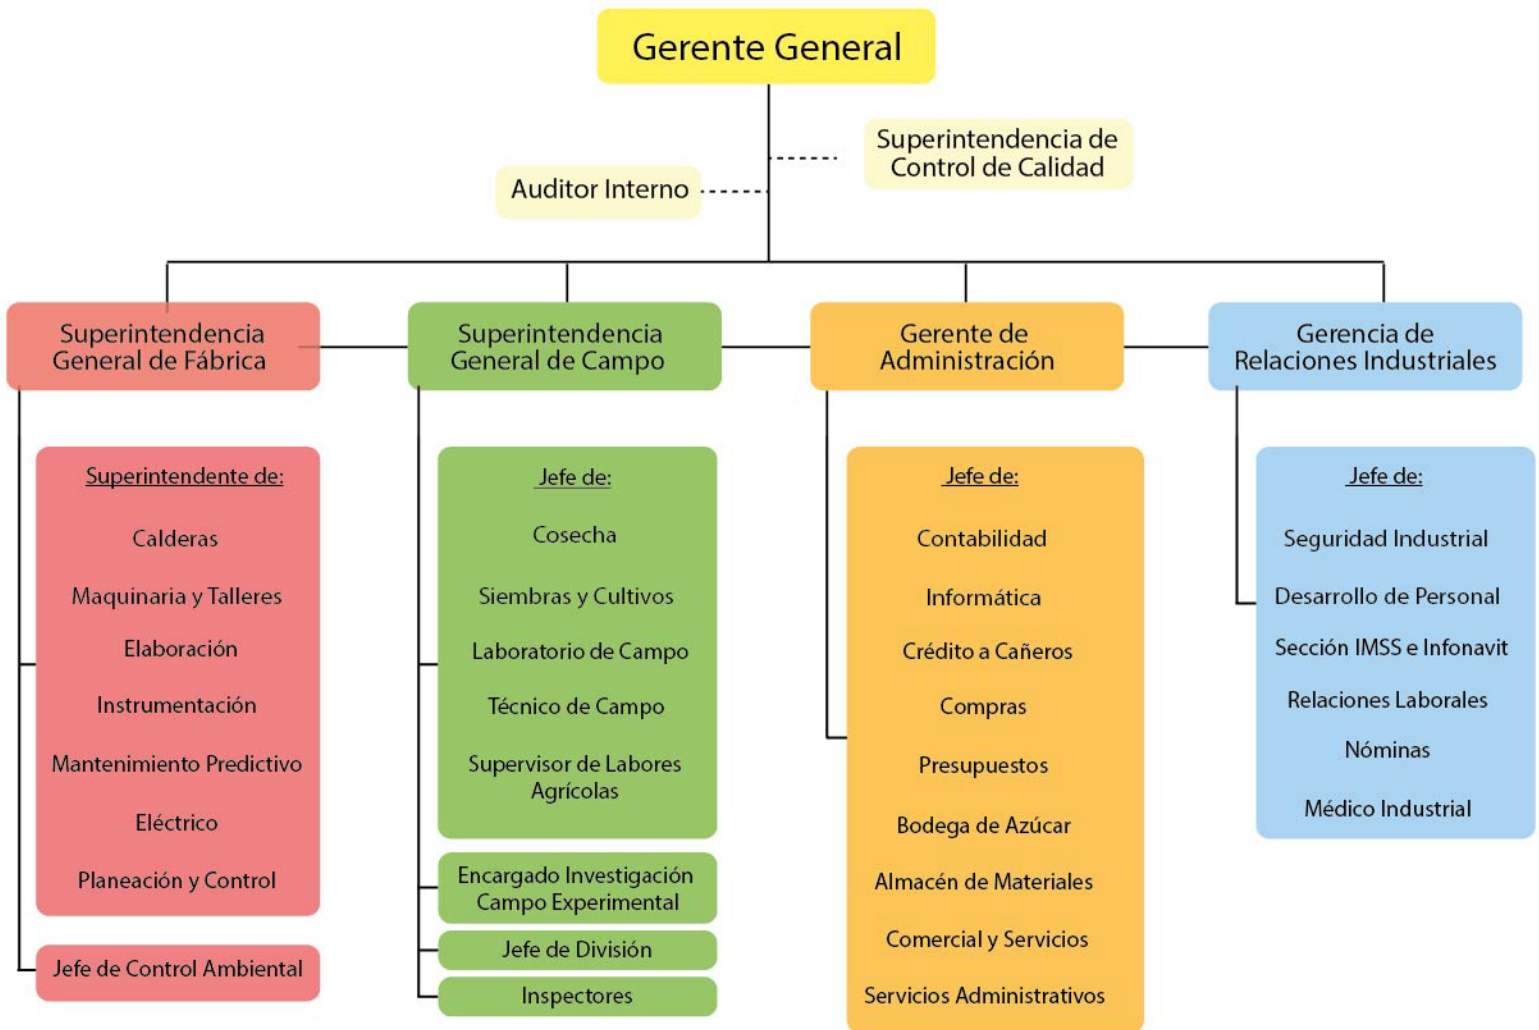 Gerente General
Superintendencia de
Control de Calidad
Auditor Interno
Superintendencia
General de Fábrica
Superintendencia
General de Campo
Gerente de
Administración
Gerencia de
Relaciones Industriales
Superintendente de:
Calderas
Maquinaria y Talleres
Elaboración
Instrumentación
Mantenimiento Predictivo
Eléctrico
Planeación y Control
Jefe de Control Ambiental
Jefe de:
Cosecha
Siembras y Cultivos
Laboratorio de Campo
Técnico de Campo
Supervisor de Labores
Agrícolas
Encargado Investigación
Campo Experimental
Jefe de División
Inspectores
Jefe de:
Contabilidad
Informática
Crédito a Cañeros
Compras
Presupuestos
Bodega de Azúcar
Almacén de Materiales
Comercial y Servicios
Servicios Administrativos
Jefe de:
Seguridad Industrial
Desarrollo de Personal
Sección IMSS e Infonavit
Relaciones Laborales
Nóminas
Médico Industrial